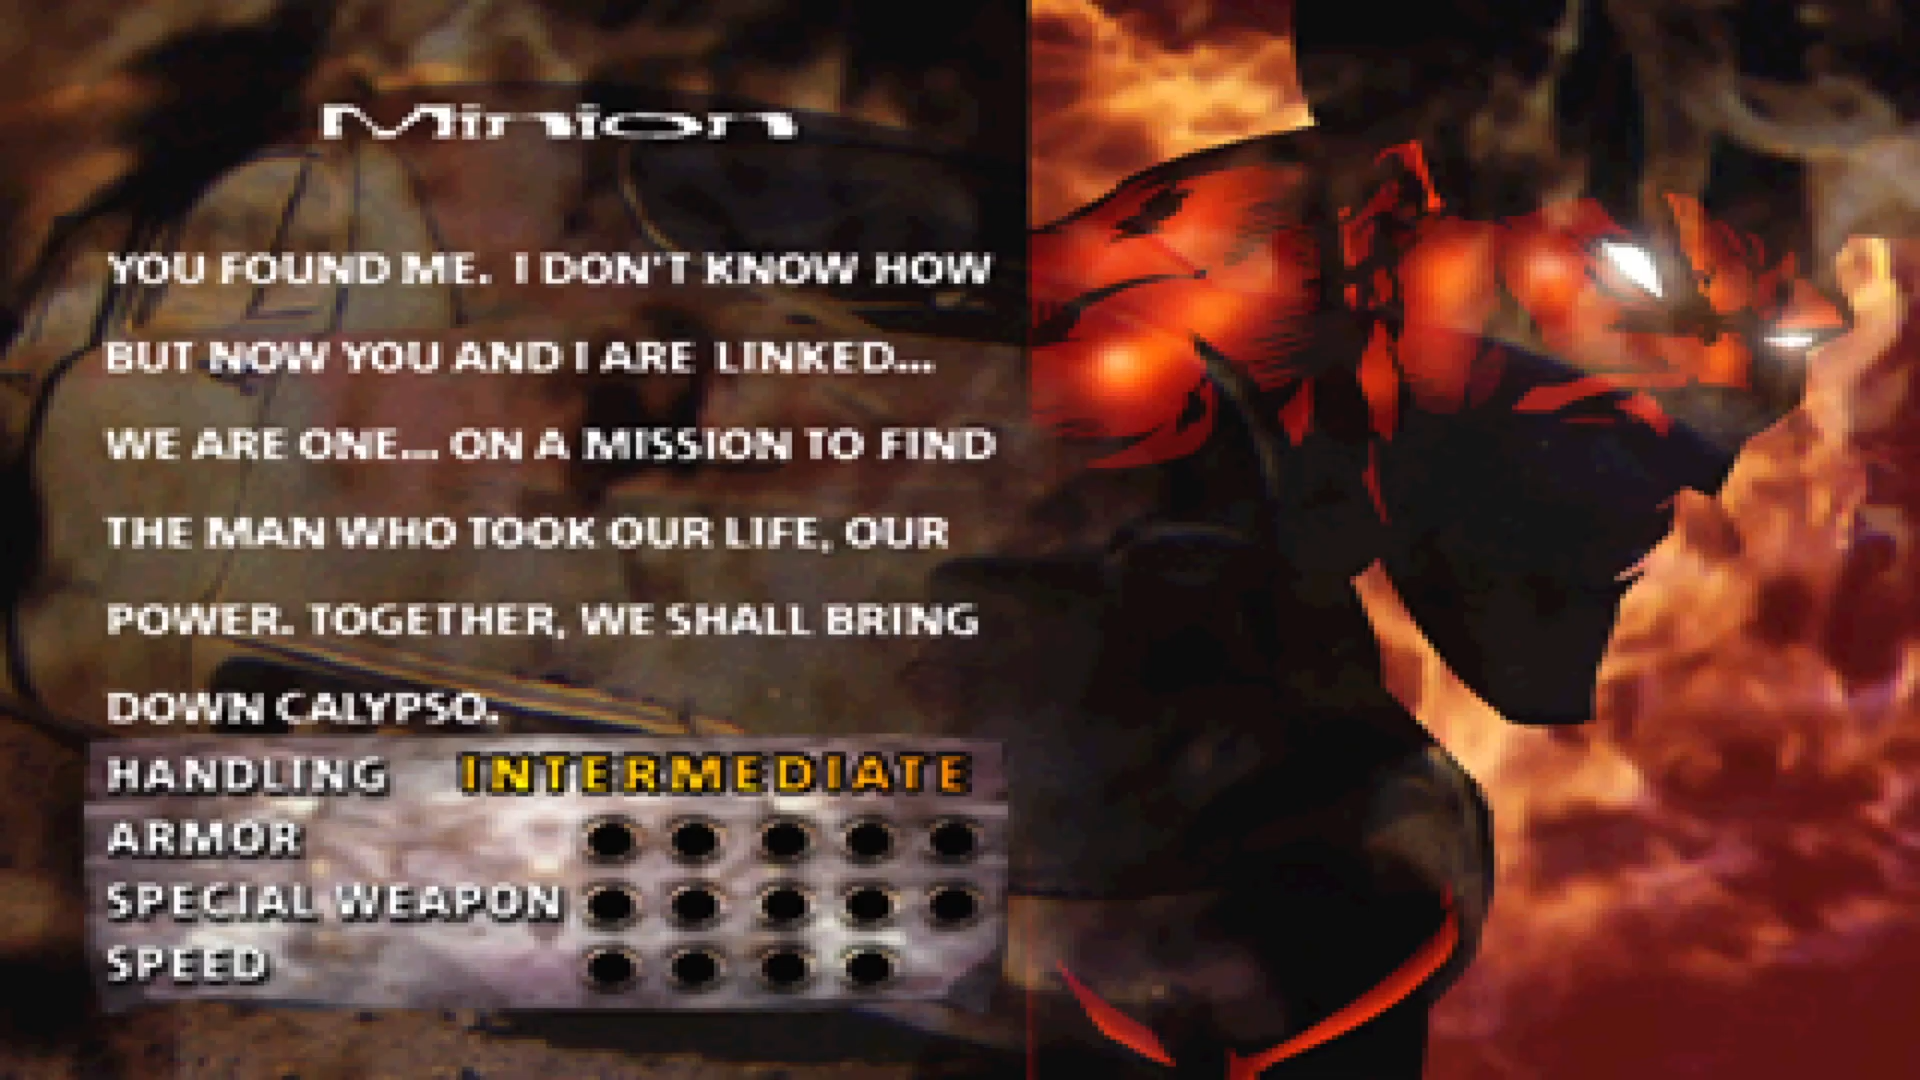 Minion
YOU FOUND ME. I DON'T KNOW HOW
BUT NOW YOU AND I ARE LINKED...
WE ARE ONE... ON A MISSION TO FIND
THE MAN WHO TOOK OUR LIFE, OUR
POWER. TOGETHER, WE SHALL BRING
DOWN CALYPSO.
HANDLING INTERMEDIATE
ARMOR
SPECIAL WEAPON
SPEED